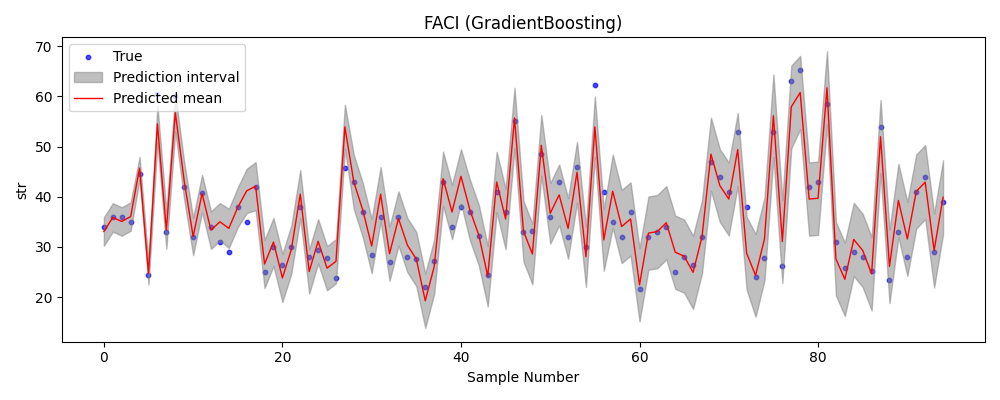 FACI (GradientBoosting)
True
Prediction interval
Predicted mean
70
60
50
40
30
20
str
0
20
40
60
80
Sample Number